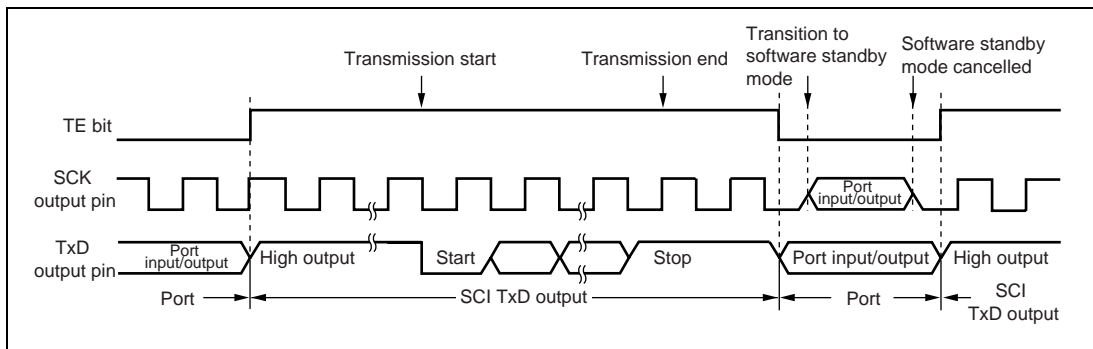 Transition to
software standby
mode
Software standby
mode cancelled
Transmission start
Transmission end
TE bit
SCK
output pin
Port
input/output
TxD
output pin
Port
input/output
High output
Start
Stop
Port input/output
High output
Port
SCI TxD output
Port
SCI
TxD output